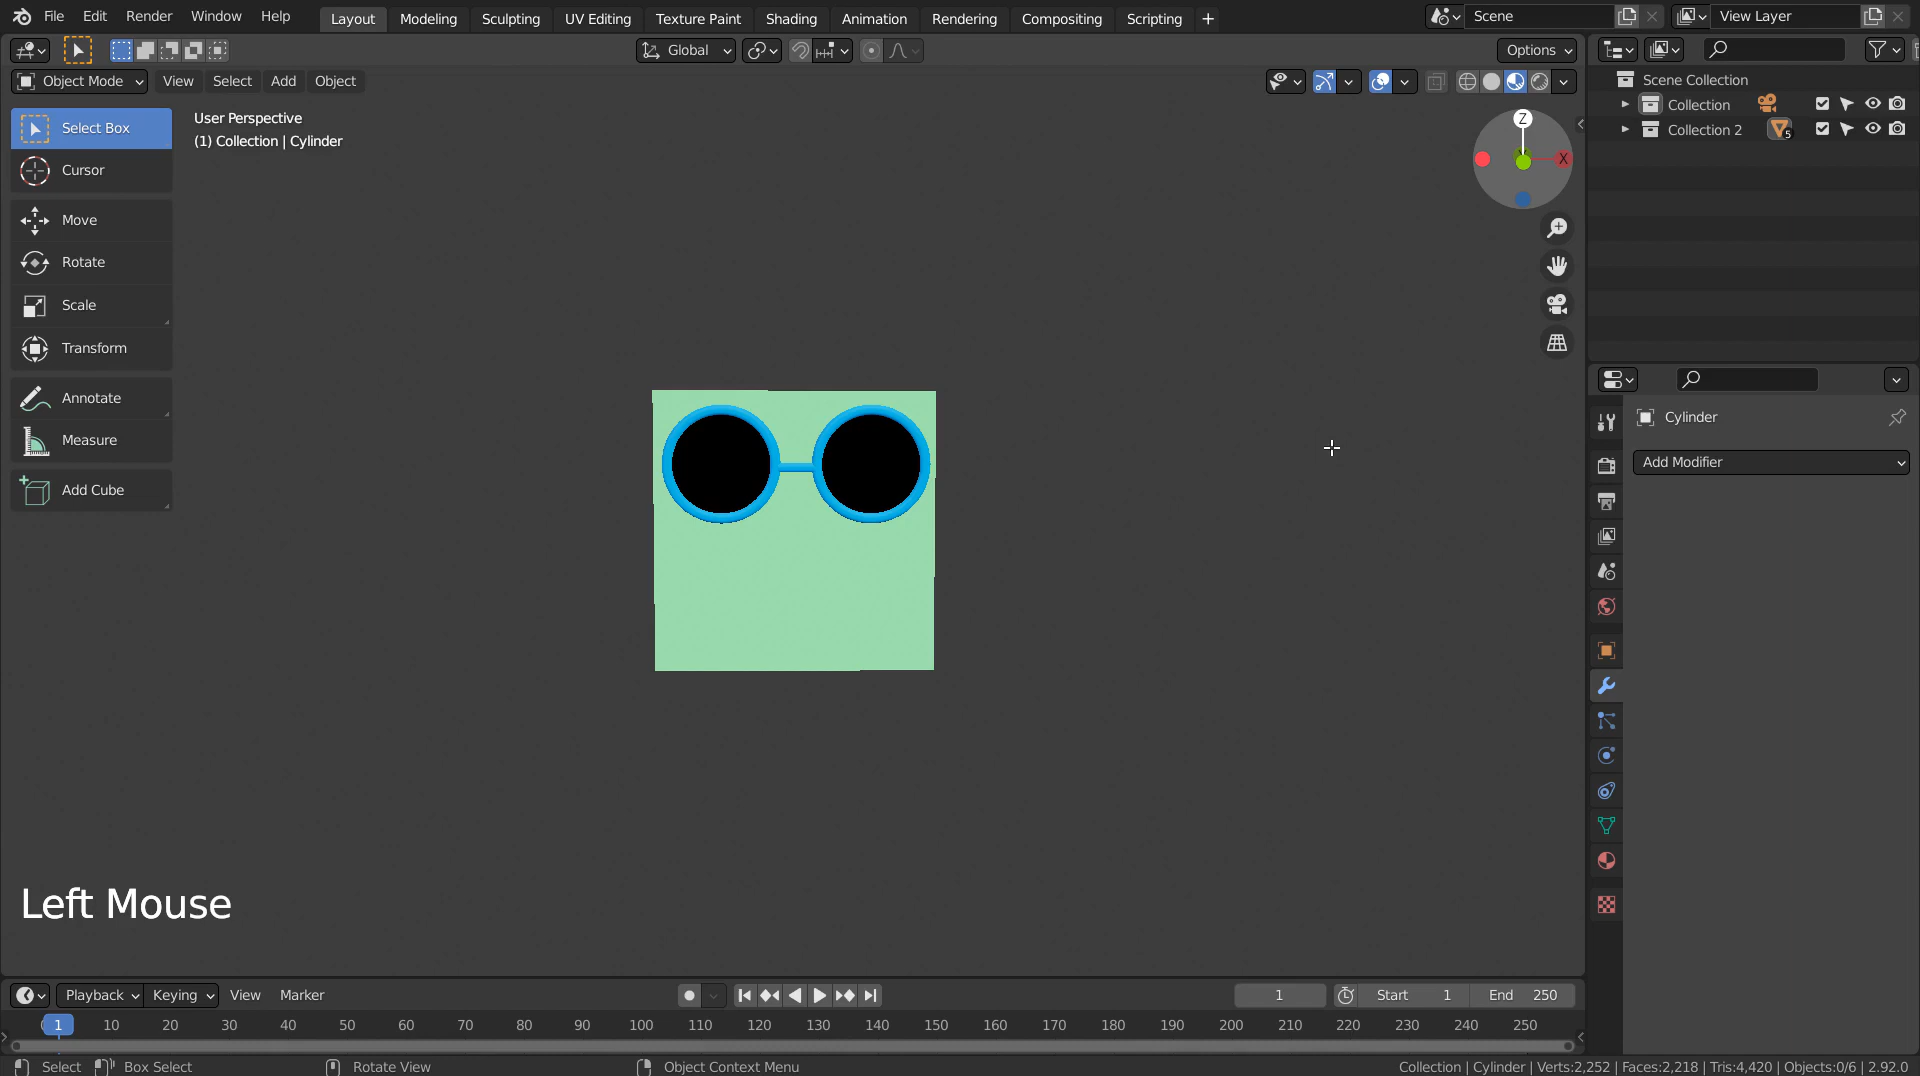 File Edit Render Window Help Layout Modeling Sculpting UV Editing Texture Paint Shading Animation Rendering Compositing Scripting + Scene View Layer
Global Options
Object Mode View Select Add Object
Scene Collection
Collection
Collection 2 5
Select Box
Cursor
Move
Rotate
Scale
Transform
Annotate
Measure
Add Cube
User Perspective
(1) Collection | Cylinder
Z
X
Cylinder
Add Modifier
Left Mouse
Playback Keying View Marker 1 Start 1 End 250
1 10 20 30 40 50 60 70 80 90 100 110 120 130 140 150 160 170 180 190 200 210 220 230 240 250
Select Box Select Rotate View Object Context Menu Collection | Cylinder | Verts:2,252 | Faces:2,218 | Tris:4,420 | Objects:0/6 | 2.92.0